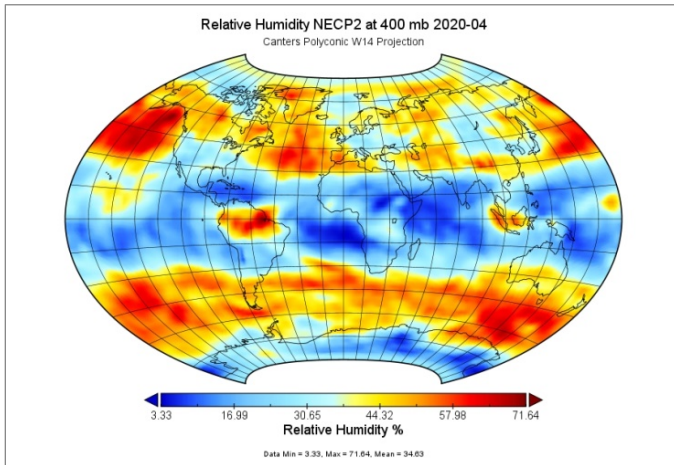 Relative Humidity NECP2 at 400 mb 2020-04
Canters Polyconic W14 Projection
3.33 16.99 30.65 44.32 57.98 71.64
Relative Humidity %
Data Min = 3.33, Max = 71.64, Mean = 34.63